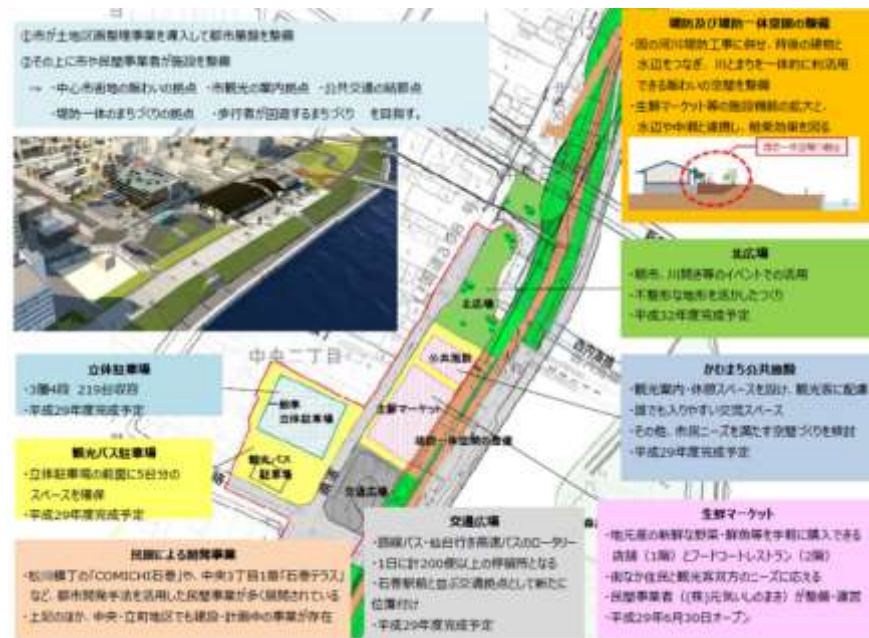 ①市が土地区画整理事業を導入して都市基盤を整備
②その上に市や民間事業者が施設を整備
⇒ ・中心市街地の賑わいの拠点 ・市観光の案内拠点 ・公共交通の結節点
・堤防一体のまちづくりの拠点 ・歩行者が回遊するまちづくり を目指す。
堤防及び堤防一体空間の整備
・国の河川堤防工事に併せ、背後の建物と
水辺をつなぎ、川とまちを一体的に利活用
できる賑わいの空間を整備
・生鮮マーケット等の施設機能の拡大と、
水辺や中瀬と連携し、相乗効果を図る
北広場
・朝市、川開き等のイベントでの活用
・不整形な地形を活かしたつくり
・平成32年度完成予定
北広場
中央二丁目
公共施設
生鮮マーケット
堤防一体空間の整備
立体駐車場
観光バス
駐車場
交通広場
立体駐車場
・3層4段 219台収容
・平成29年度完成予定
かわまち公共施設
・観光案内・休憩スペースを設け、観光客に配慮
・誰でも入りやすい交流スペース
・その他、市民ニーズを満たす空間づくりを検討
・平成29年度完成予定
観光バス駐車場
・立体駐車場の前面に5台分の
スペースを確保
・平成29年度完成予定
交通広場
・路線バス・仙台行き高速バスのロータリー
・1日に計200便以上の停留所となる
・石巻駅前と並ぶ交通拠点として新たに
位置付け
・平成29年度完成予定
生鮮マーケット
・地元産の新鮮な野菜・鮮魚等を手軽に購入できる
店舗（1階）とフードコートレストラン（2階）
・街なか住民と観光客双方のニーズに応える
・民間事業者（(株)元気いしのまき）が整備・運営
・平成29年6月30日オープン
民間による開発事業
・松川横丁の「COMICHI石巻」や、中央3丁目1番「石巻テラス」
など、都市開発手法を活用した民間事業が多く展開されている
・上記のほか、中央・立町地区でも建設・計画中の事業が存在